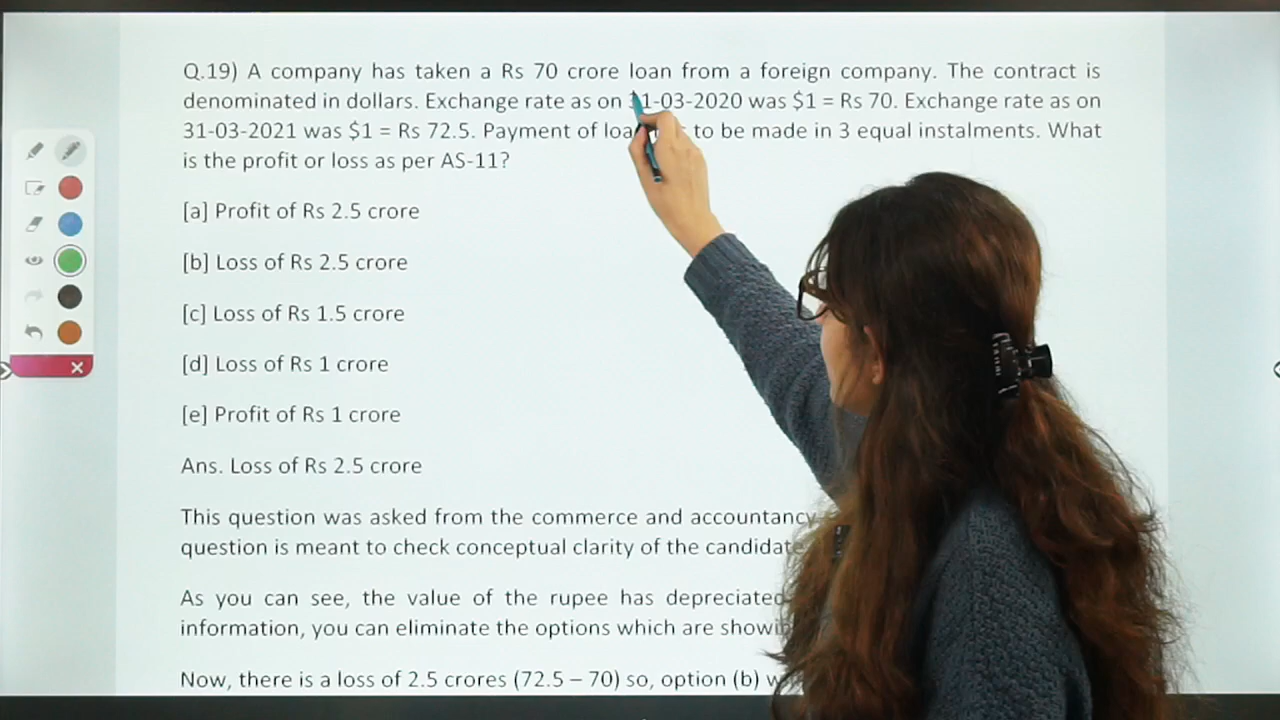 Q.19) A company has taken a Rs 70 crore loan from a foreign company. The contract is
denominated in dollars. Exchange rate as on 31-03-2020 was $1 = Rs 70. Exchange rate as on
31-03-2021 was $1 = Rs 72.5. Payment of to be made in 3 equal instalments. What
is the profit or loss as per AS-11?
[a] Profit of Rs 2.5 crore
[b] Loss of Rs 2.5 crore
[c] Loss of Rs 1.5 crore
[d] Loss of Rs 1 crore
[e] Profit of Rs 1 crore
Ans. Loss of Rs 2.5 crore
This question was asked from the commerce and accountancy
question is meant to check conceptual clarity of the
As you can see, the value of the rupee has depreciated
information, you can eliminate the options which are
Now, there is a loss of 2.5 crores (72.5 – 70) so, option (b)